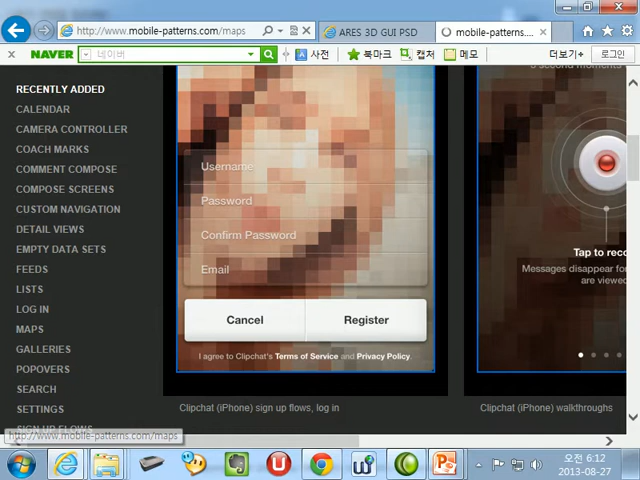 http://www.mobile-patterns.com/maps
ARES 3D GUI PSD
mobile-patterns....
NAVER
네이버
사전
북마크
캡처
메모
더보기
로그인
RECENTLY ADDED
CALENDAR
CAMERA CONTROLLER
COACH MARKS
COMMENT COMPOSE
COMPOSE SCREENS
CUSTOM NAVIGATION
DETAIL VIEWS
EMPTY DATA SETS
FEEDS
LISTS
LOG IN
MAPS
GALLERIES
POPOVERS
SEARCH
SETTINGS
SIGN UP FLOWS
Username
Password
Confirm Password
Email
Cancel
Register
I agree to Clipchat's Terms of Service and Privacy Policy.
Clipchat (iPhone) sign up flows, log in
Tap to reco
Messages disappear fo
are viewed
Clipchat (iPhone) walkthroughs
http://www.mobile-patterns.com/maps
오전 6:12
2013-08-27